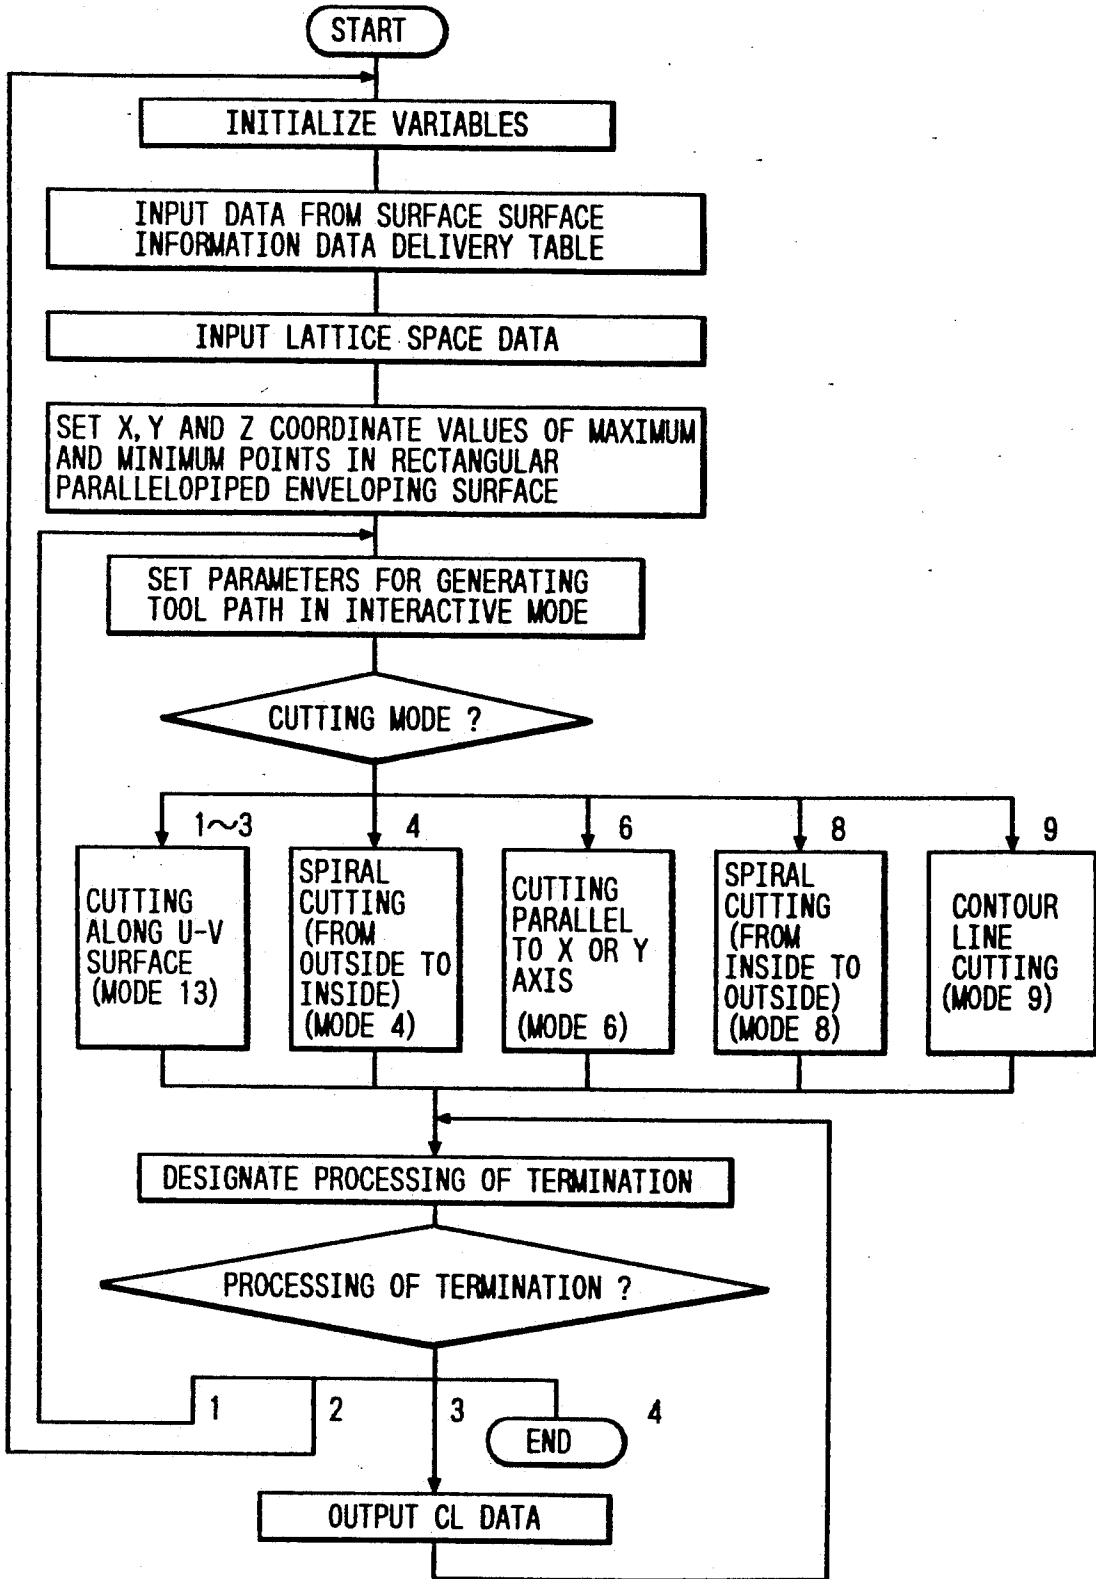 START
INITIALIZE VARIABLES
INPUT DATA FROM SURFACE SURFACE
INFORMATION DATA DELIVERY TABLE
INPUT LATTICE SPACE DATA
SET X,Y AND Z COORDINATE VALUES OF MAXIMUM
AND MINIMUM POINTS IN RECTANGULAR
PARALLELOPIPED ENVELOPING SURFACE
SET PARAMETERS FOR GENERATING
TOOL PATH IN INTERACTIVE MODE
CUTTING MODE ?
1~3
CUTTING
ALONG U-V
SURFACE
(MODE 13)
4
SPIRAL
CUTTING
(FROM
OUTSIDE TO
INSIDE)
(MODE 4)
6
CUTTING
PARALLEL
TO X OR Y
AXIS
(MODE 6)
8
SPIRAL
CUTTING
(FROM
INSIDE TO
OUTSIDE)
(MODE 8)
9
CONTOUR
LINE
CUTTING
(MODE 9)
DESIGNATE PROCESSING OF TERMINATION
PROCESSING OF TERMINATION ?
1
2
3
4
END
OUTPUT CL DATA